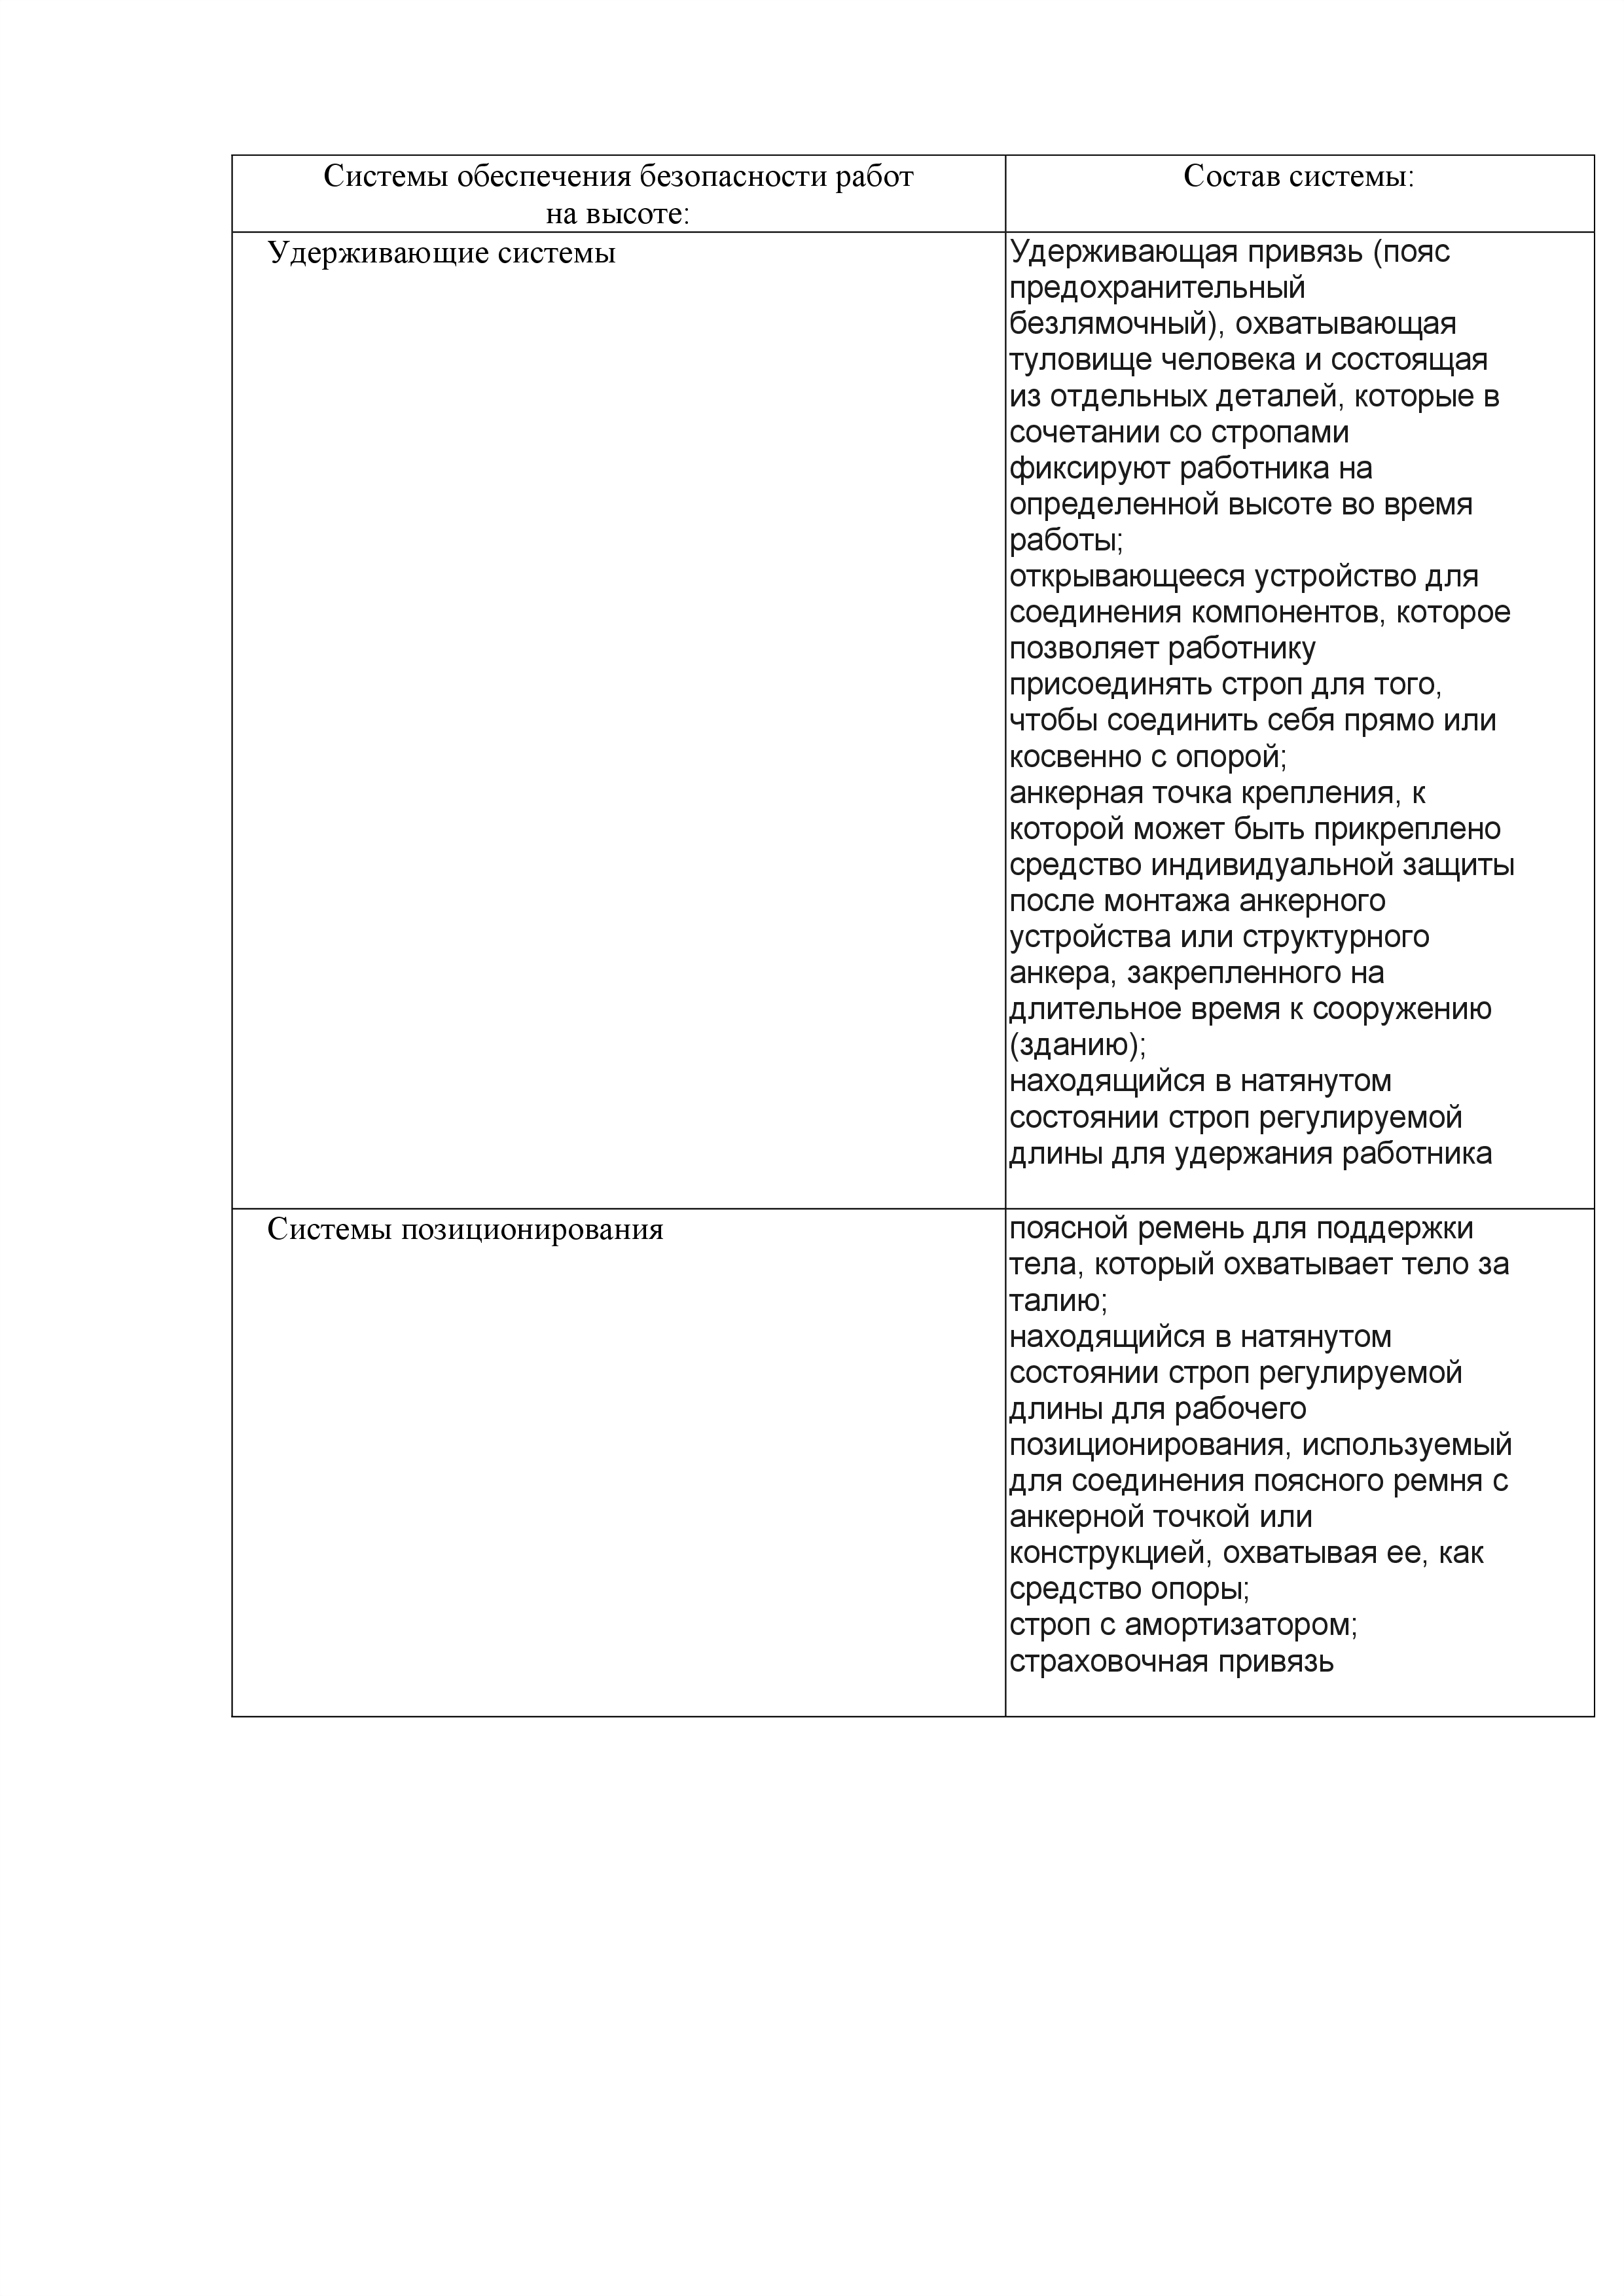 Системы обеспечения безопасности работ
на высоте:
Состав системы:
Удерживающие системы
Удерживающая привязь (пояс
предохранительный
безлямочный), охватывающая
туловище человека и состоящая
из отдельных деталей, которые в
сочетании со стропами
фиксируют работника на
определенной высоте во время
работы;
открывающееся устройство для
соединения компонентов, которое
позволяет работнику
присоединять строп для того,
чтобы соединить себя прямо или
косвенно с опорой;
анкерная точка крепления, к
которой может быть прикреплено
средство индивидуальной защиты
после монтажа анкерного
устройства или структурного
анкера, закрепленного на
длительное время к сооружению
(зданию);
находящийся в натянутом
состоянии строп регулируемой
длины для удержания работника
Системы позиционирования
поясной ремень для поддержки
тела, который охватывает тело за
талию;
находящийся в натянутом
состоянии строп регулируемой
длины для рабочего
позиционирования, используемый
для соединения поясного ремня с
анкерной точкой или
конструкцией, охватывая ее, как
средство опоры;
строп с амортизатором;
страховочная привязь